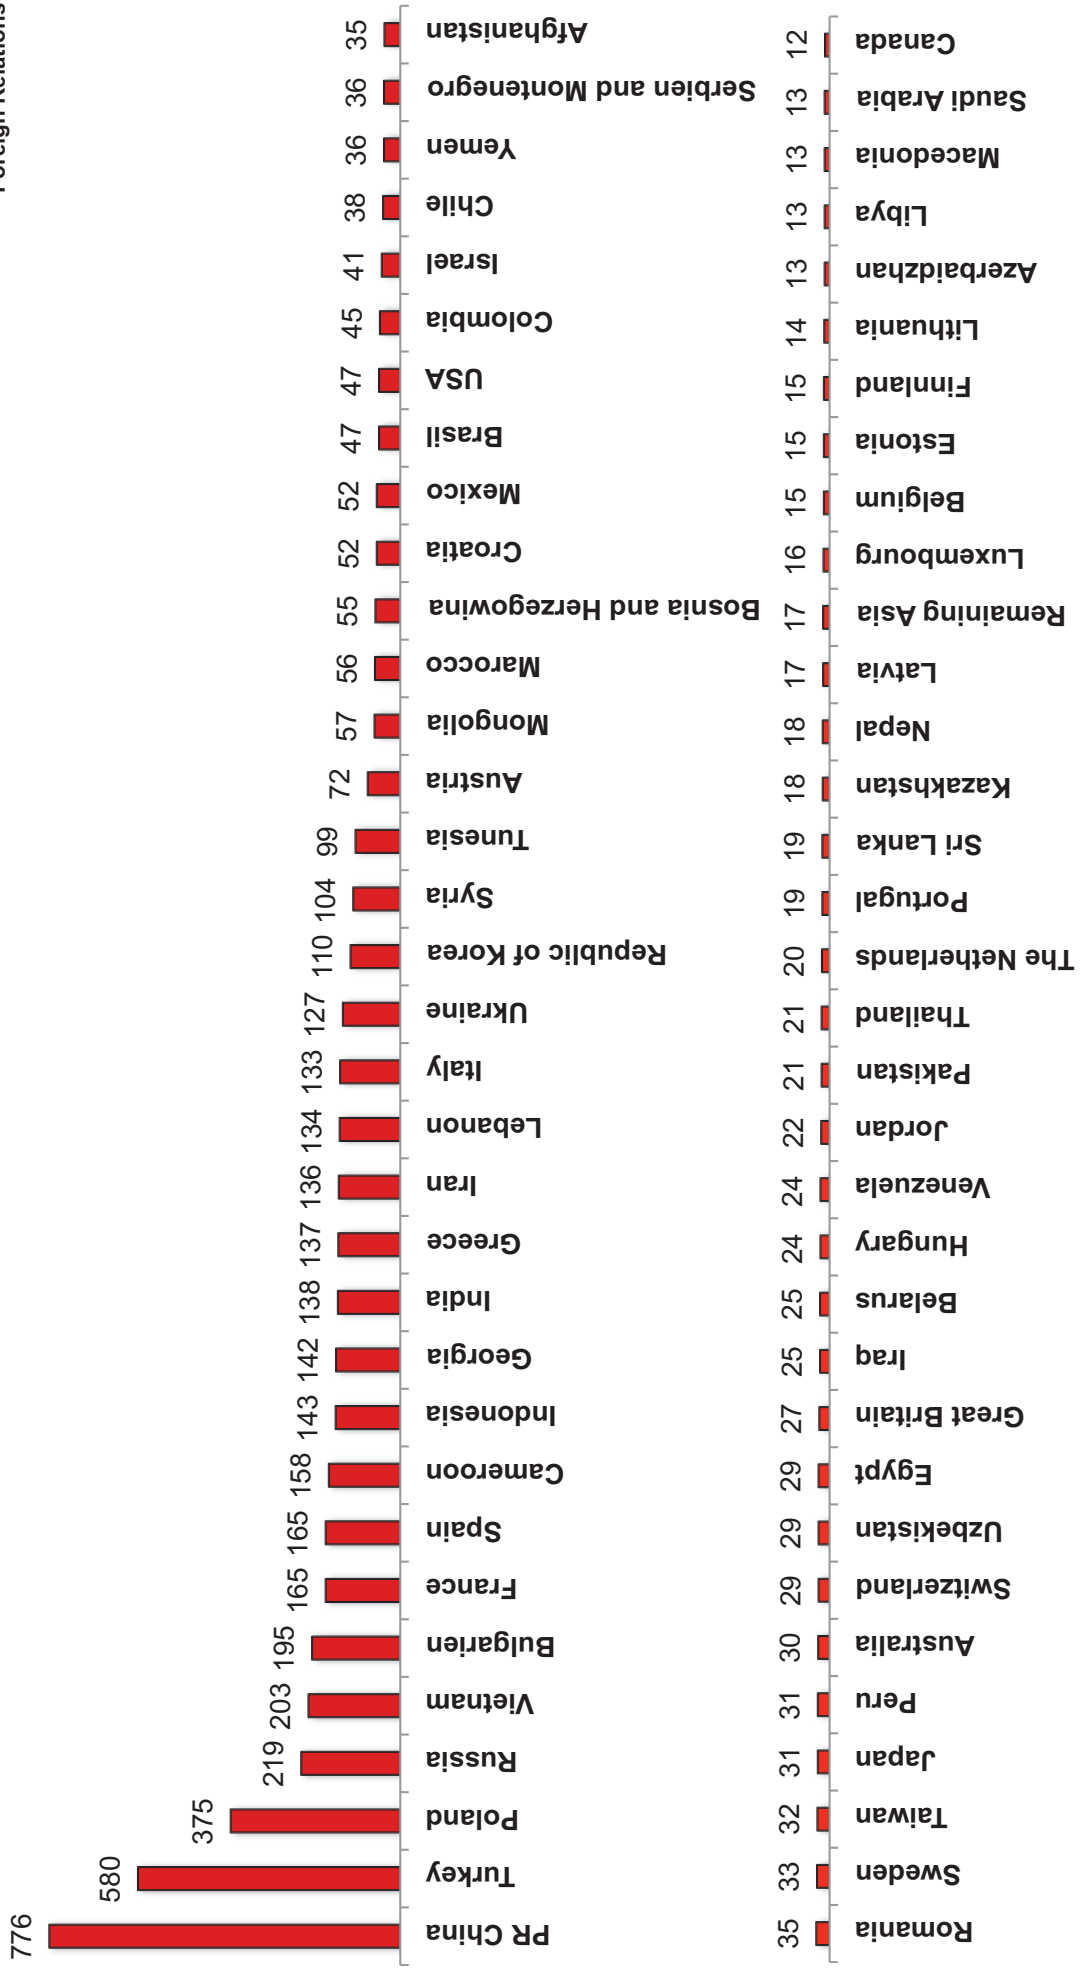 Foreign Relations
776
580
375
219
203
195
165
165
158
143
142
138
137
136
134
133
127
110
104
99
72
57
56
55
52
52
47
47
45
41
38
36
36
35
PR China
Turkey
Poland
Russia
Vietnam
Bulgarien
France
Spain
Cameroon
Indonesia
Georgia
India
Greece
Iran
Lebanon
Italy
Ukraine
Republic of Korea
Syria
Tunesia
Austria
Mongolia
Marocco
Bosnia and Herzegowina
Croatia
Mexico
Brasil
USA
Colombia
Israel
Chile
Yemen
Serbien and Montenegro
Afghanistan
35
33
32
31
31
30
29
29
29
27
25
25
24
24
22
21
21
20
19
19
18
18
17
17
16
15
15
15
14
13
13
13
13
12
Romania
Sweden
Taiwan
Japan
Peru
Australia
Switzerland
Uzbekistan
Egypt
Great Britain
Iraq
Belarus
Hungary
Venezuela
Jordan
Pakistan
Thailand
The Netherlands
Portugal
Sri Lanka
Kazakhstan
Nepal
Latvia
Remaining Asia
Luxembourg
Belgium
Estonia
Finnland
Lithuania
Azerbaidzhan
Libya
Macedonia
Saudi Arabia
Canada